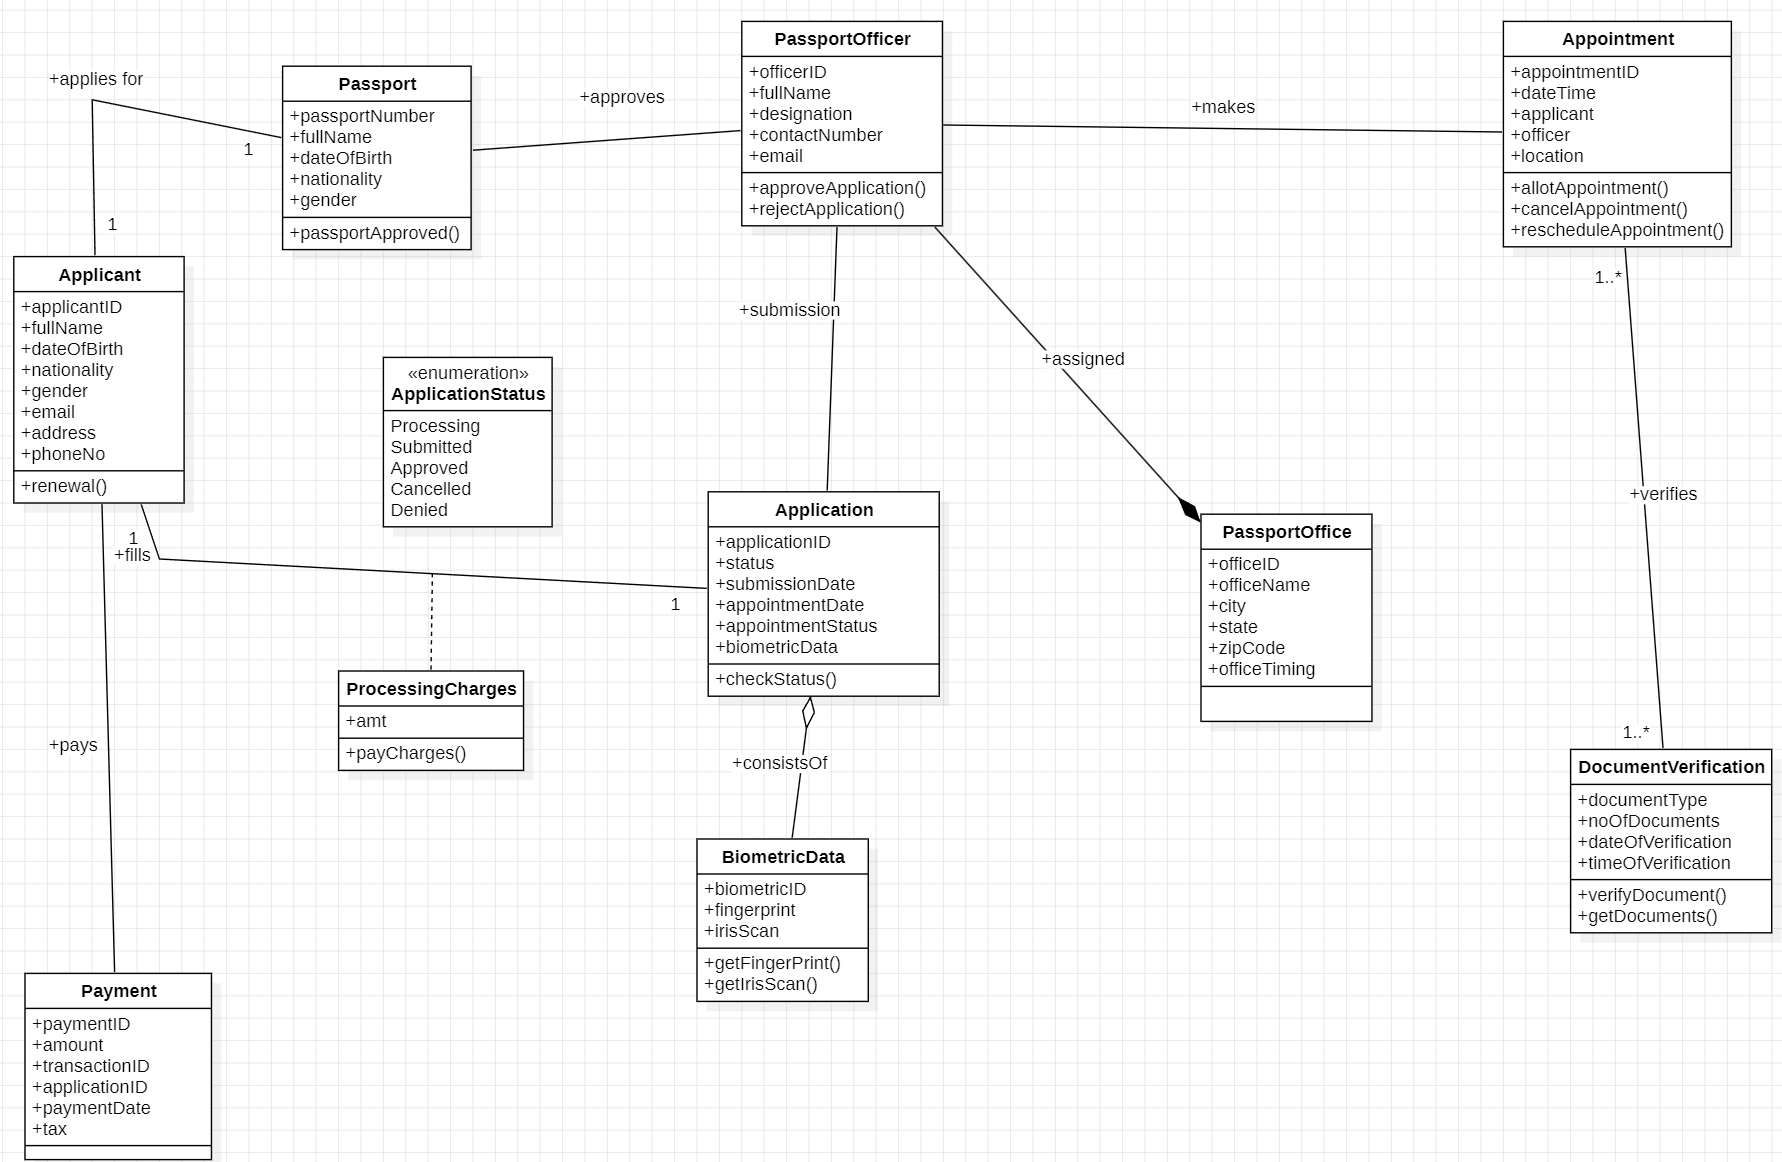 +applies for
1
1
Passport
+passportNumber
+fullName
+dateOfBirth
+nationality
+gender
+passportApproved()
+approves
PassportOfficer
+officerID
+fullName
+designation
+contactNumber
+email
+approveApplication()
+rejectApplication()
+makes
Appointment
+appointmentID
+dateTime
+applicant
+officer
+location
+allotAppointment()
+cancelAppointment()
+rescheduleAppointment()
1..*
Applicant
+applicantID
+fullName
+dateOfBirth
+nationality
+gender
+email
+address
+phoneNo
+renewal()
«enumeration»
ApplicationStatus
Processing
Submitted
Approved
Cancelled
Denied
+submission
+assigned
+verifies
1
+fills
1
Application
+applicationID
+status
+submissionDate
+appointmentDate
+appointmentStatus
+biometricData
+checkStatus()
PassportOffice
+officeID
+officeName
+city
+state
+zipCode
+officeTiming
ProcessingCharges
+amt
+payCharges()
+pays
+consistsOf
1..*
DocumentVerification
+documentType
+noOfDocuments
+dateOfVerification
+timeOfVerification
+verifyDocument()
+getDocuments()
BiometricData
+biometricID
+fingerprint
+irisScan
+getFingerPrint()
+getIrisScan()
Payment
+paymentID
+amount
+transactionID
+applicationID
+paymentDate
+tax